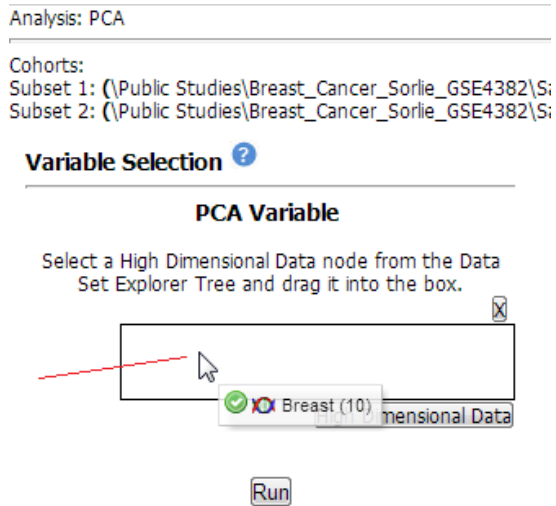 Analysis: PCA
Cohorts:
Subset 1: (\Public Studies\Breast_Cancer_Sorlie_GSE4382\Sa
Subset 2: (\Public Studies\Breast_Cancer_Sorlie_GSE4382\Sa
Variable Selection ?
PCA Variable
Select a High Dimensional Data node from the Data
Set Explorer Tree and drag it into the box.
X
Breast (10)
High Dimensional Data
Run